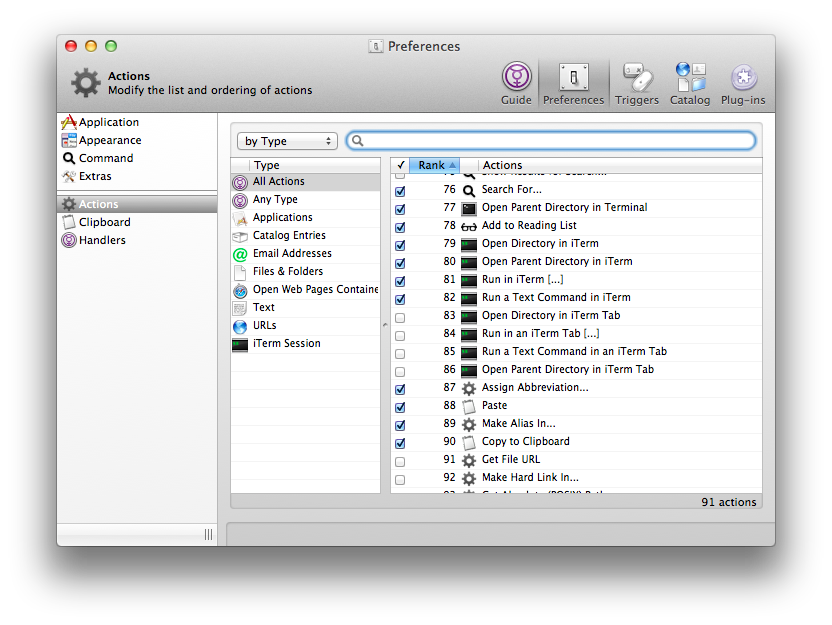 Preferences
Actions
Modify the list and ordering of actions
Guide
Preferences
Triggers
Catalog
Plug-ins
Application
Appearance
Command
Extras
Actions
Clipboard
Handlers
by Type
Type
All Actions
Any Type
Applications
Catalog Entries
Email Addresses
Files & Folders
Open Web Pages Containe
Text
URLs
iTerm Session
✓ Rank Actions
76 Search For...
77 Open Parent Directory in Terminal
78 Add to Reading List
79 Open Directory in iTerm
80 Open Parent Directory in iTerm
81 Run in iTerm [...]
82 Run a Text Command in iTerm
83 Open Directory in iTerm Tab
84 Run in an iTerm Tab [...]
85 Run a Text Command in an iTerm Tab
86 Open Parent Directory in iTerm Tab
87 Assign Abbreviation...
88 Paste
89 Make Alias In...
90 Copy to Clipboard
91 Get File URL
92 Make Hard Link In...
91 actions